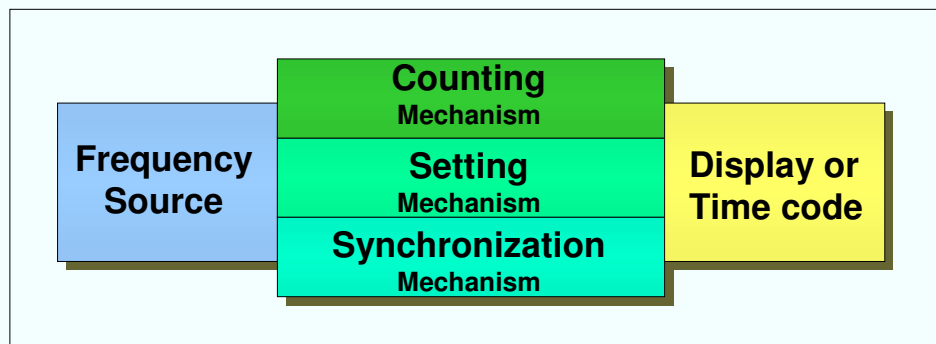 Frequency
Source
Counting
Mechanism
Setting
Mechanism
Synchronization
Mechanism
Display or
Time code